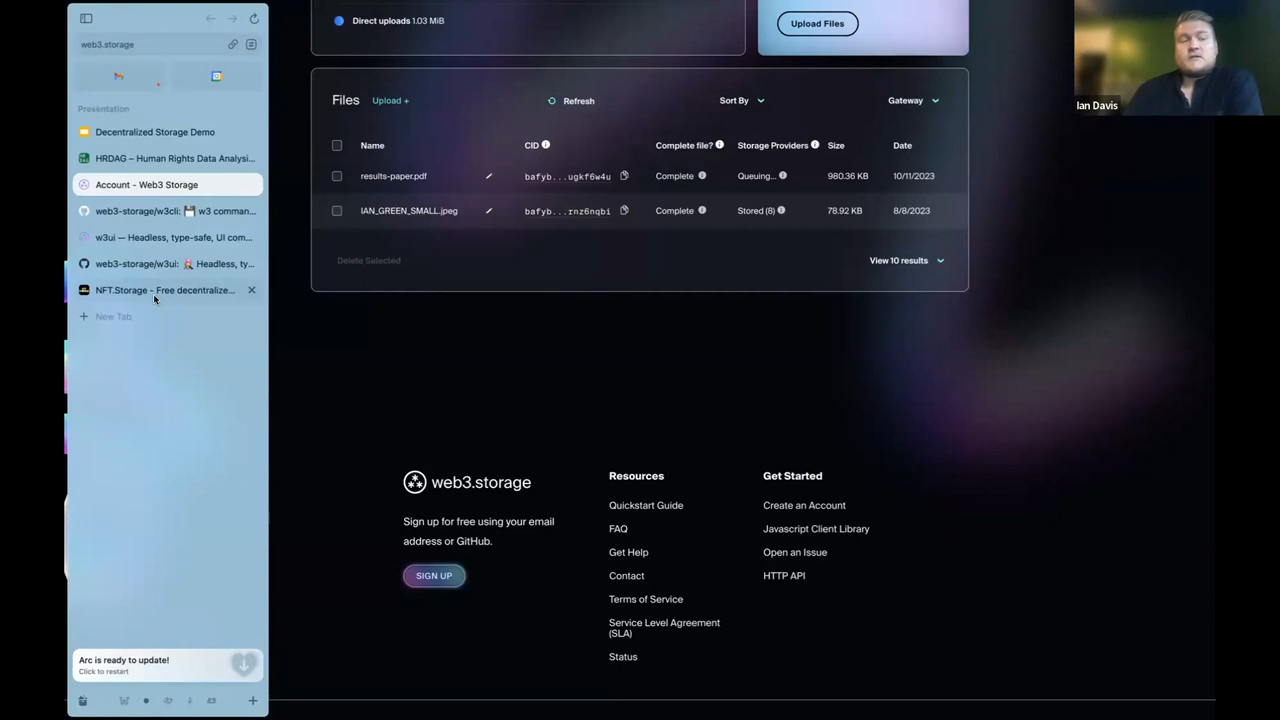 web3.storage
Presentation
Decentralized Storage Demo
HRDAG – Human Rights Data Analysi...
Account - Web3 Storage
web3-storage/w3cli: 💾 w3 comman...
w3ui — Headless, type-safe, UI com...
web3-storage/w3ui: Headless, ty...
NFT.Storage - Free decentralize...
New Tab
Arc is ready to update!
Click to restart
Direct uploads 1.03 MiB
Upload Files
Files Upload + Refresh Sort By Gateway
Name CID Complete file? Storage Providers Size Date
results-paper.pdf bafyb...ugkf6w4u Complete Queuing... 980.36 KB 10/11/2023
IAN_GREEN_SMALL.jpeg bafyb...rnz6nqbi Complete Stored (8) 78.92 KB 8/8/2023
Delete Selected View 10 results
web3.storage
Sign up for free using your email
address or GitHub.
SIGN UP
Resources
Quickstart Guide
FAQ
Get Help
Contact
Terms of Service
Service Level Agreement
(SLA)
Status
Get Started
Create an Account
Javascript Client Library
Open an Issue
HTTP API
Ian Davis